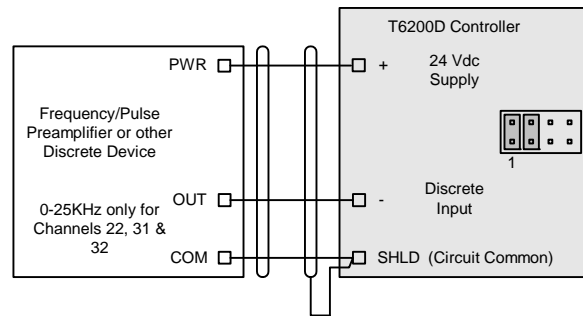 T6200D Controller
PWR
+
24 Vdc
Supply
Frequency/Pulse
Preamplifier or other
Discrete Device
1
OUT
-
Discrete
Input
0-25KHz only for
Channels 22, 31 &
32
COM
SHLD (Circuit Common)